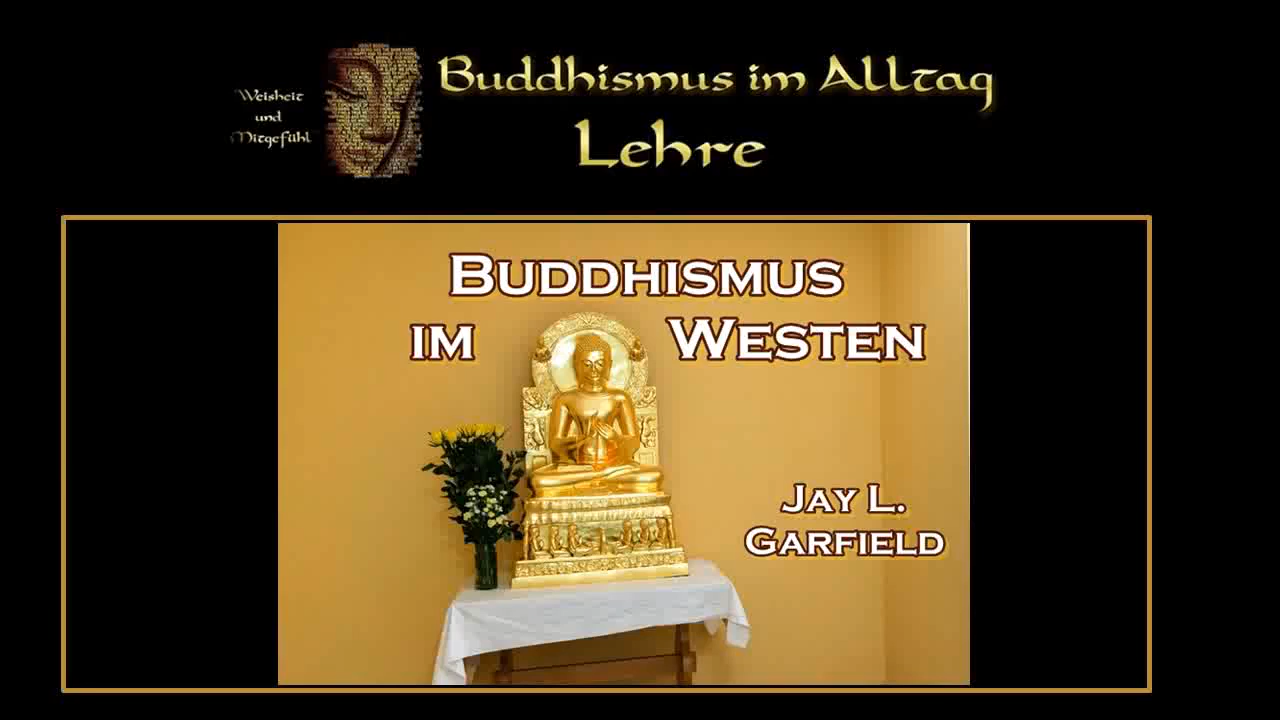 Weisheit
und
Mitgefühl
Buddhismus im Alltag
Lehre
BUDDHISMUS
IM WESTEN
JAY L.
GARFIELD